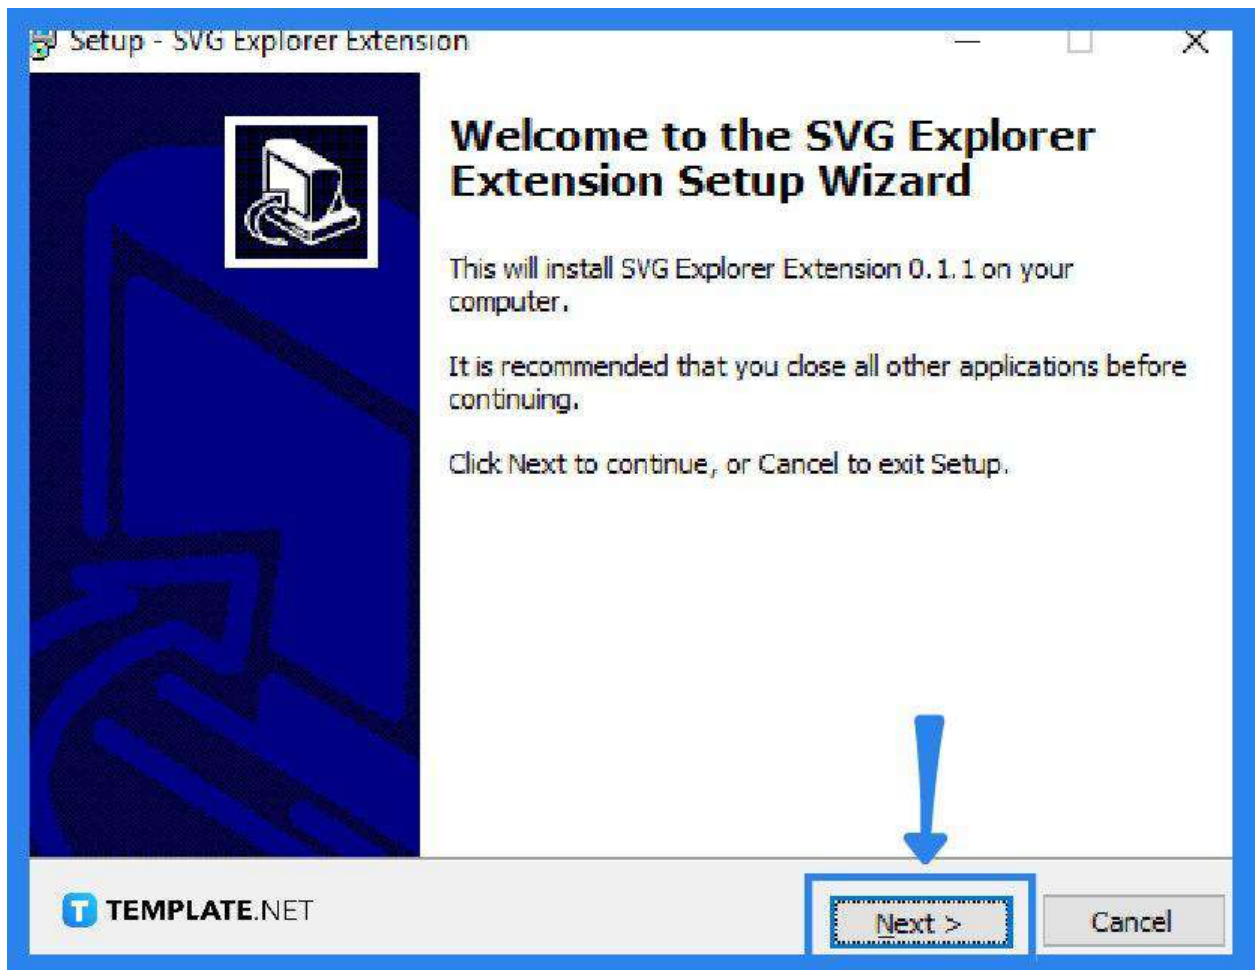 Setup - SVG Explorer Extension
Welcome to the SVG Explorer
Extension Setup Wizard
This will install SVG Explorer Extension 0.1.1 on your
computer.
It is recommended that you close all other applications before
continuing.
Click Next to continue, or Cancel to exit Setup.
T TEMPLATE.NET
Next >
Cancel